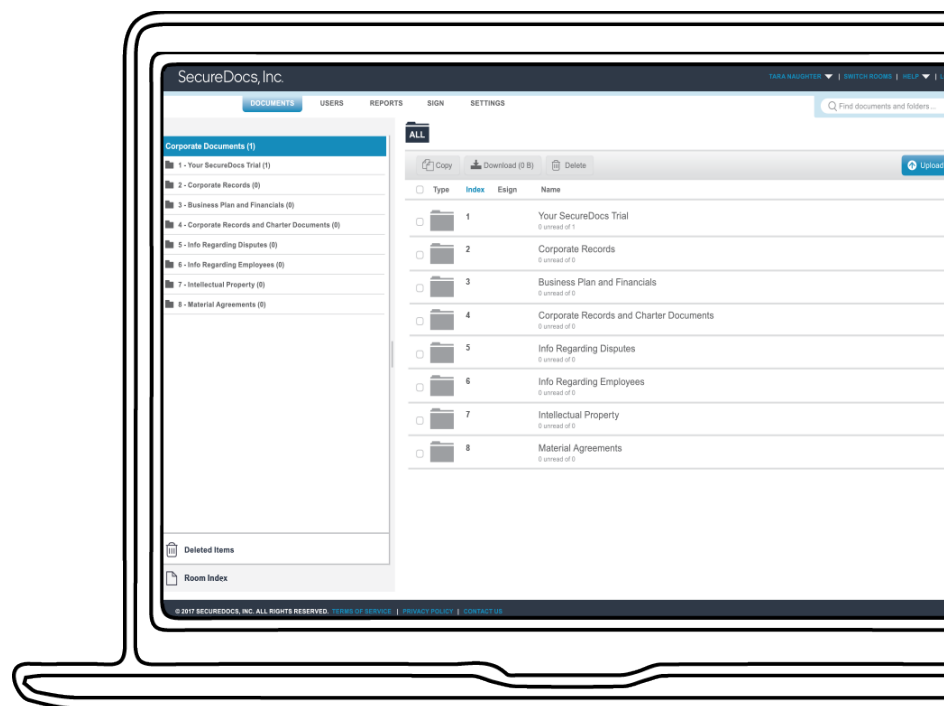 SecureDocs, Inc.
TARA NAUGHTER | SWITCH ROOMS | HELP |
DOCUMENTS USERS REPORTS SIGN SETTINGS
Find documents and folders...
ALL
Corporate Documents (1)
1 - Your SecureDocs Trial (1)
2 - Corporate Records (0)
3 - Business Plan and Financials (0)
4 - Corporate Records and Charter Documents (0)
5 - Info Regarding Disputes (0)
6 - Info Regarding Employees (0)
7 - Intellectual Property (0)
8 - Material Agreements (0)
Copy Download (0 B) Delete Upload
Type Index Esign Name
1 Your SecureDocs Trial
0 unread of 1
2 Corporate Records
0 unread of 0
3 Business Plan and Financials
0 unread of 0
4 Corporate Records and Charter Documents
0 unread of 0
5 Info Regarding Disputes
0 unread of 0
6 Info Regarding Employees
0 unread of 0
7 Intellectual Property
0 unread of 0
8 Material Agreements
0 unread of 0
Deleted Items
Room Index
© 2017 SECUREDOCS, INC. ALL RIGHTS RESERVED. TERMS OF SERVICE | PRIVACY POLICY | CONTACT US